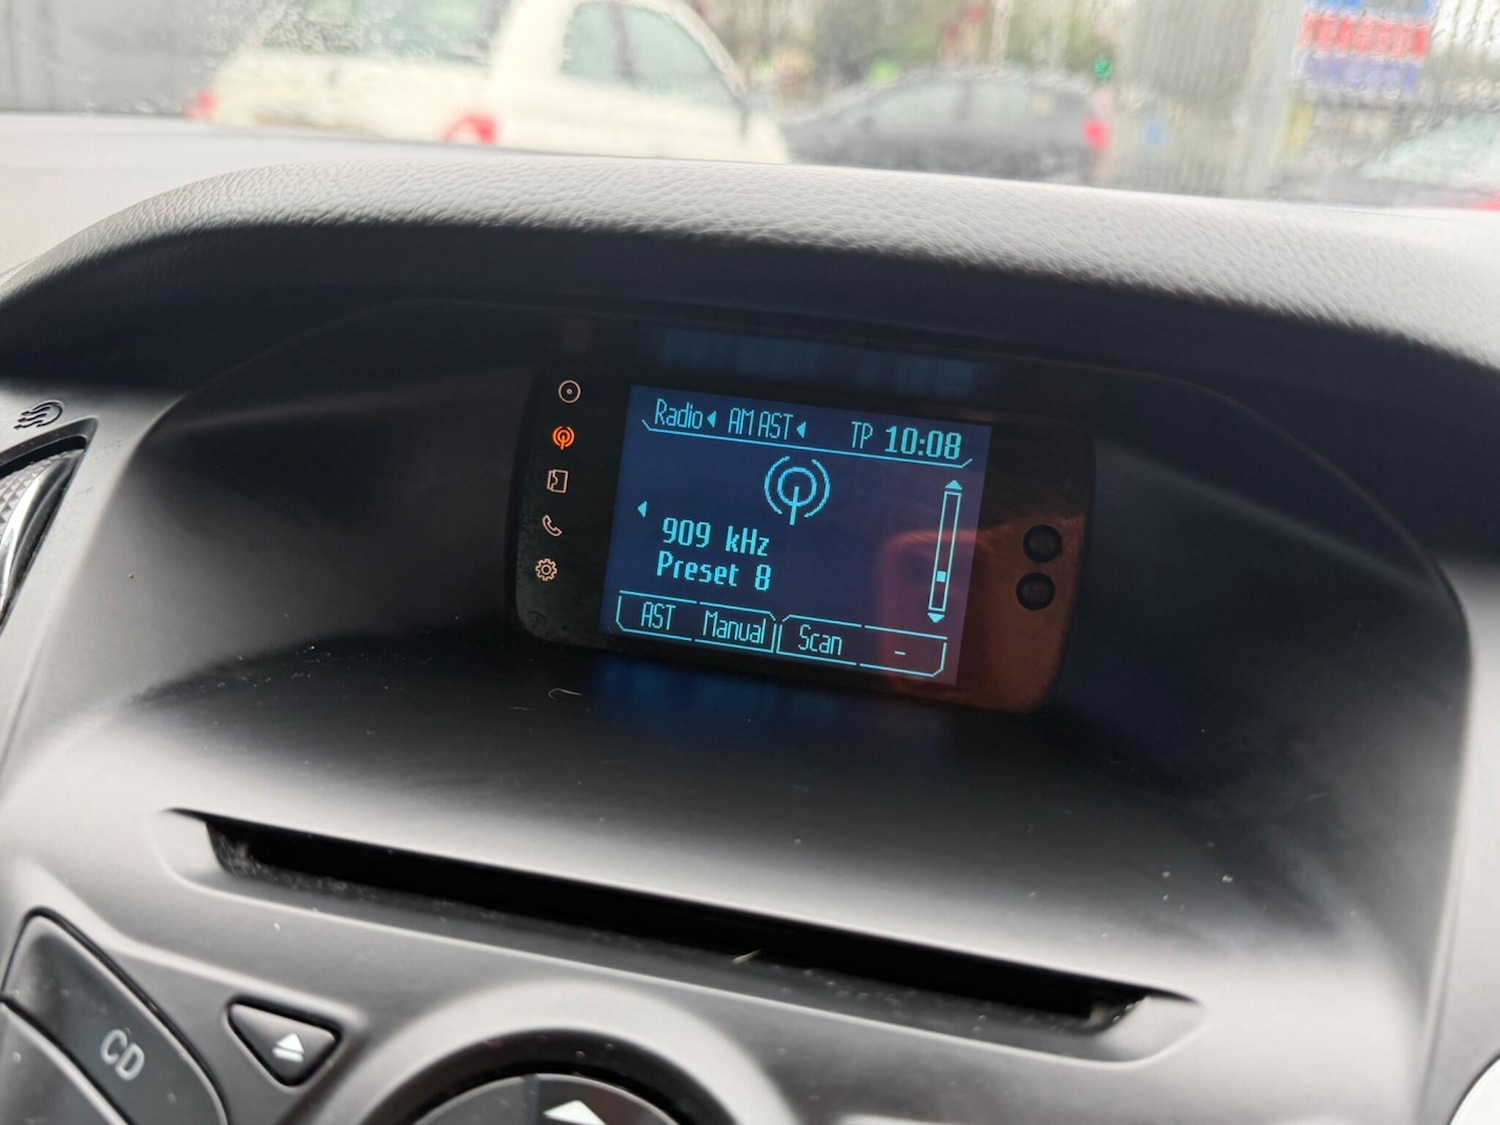 Radio AM AST TP 10:08
909 kHz
Preset 8
AST Manual Scan -
CD